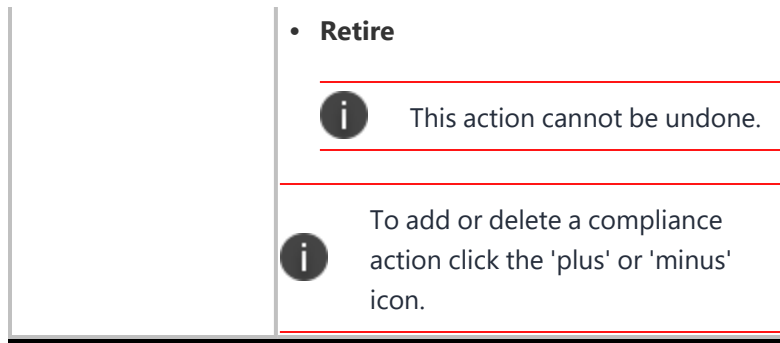 • Retire
i This action cannot be undone.
To add or delete a compliance
i action click the 'plus' or 'minus'
icon.